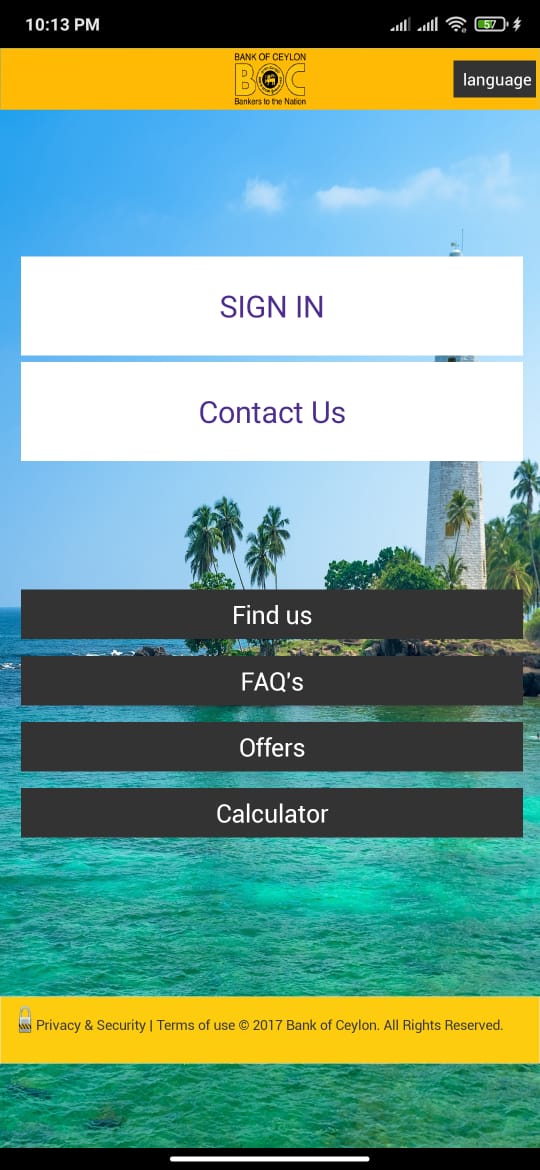 10:13 PM
57
BANK OF CEYLON
BOC
Bankers to the Nation
language
SIGN IN
Contact Us
Find us
FAQ's
Offers
Calculator
Privacy & Security | Terms of use © 2017 Bank of Ceylon. All Rights Reserved.